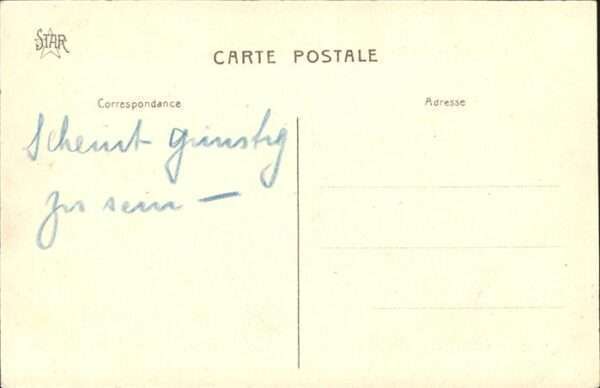 STAR
CARTE POSTALE
Correspondance
Adresse
Scheint günstig
zu sein —